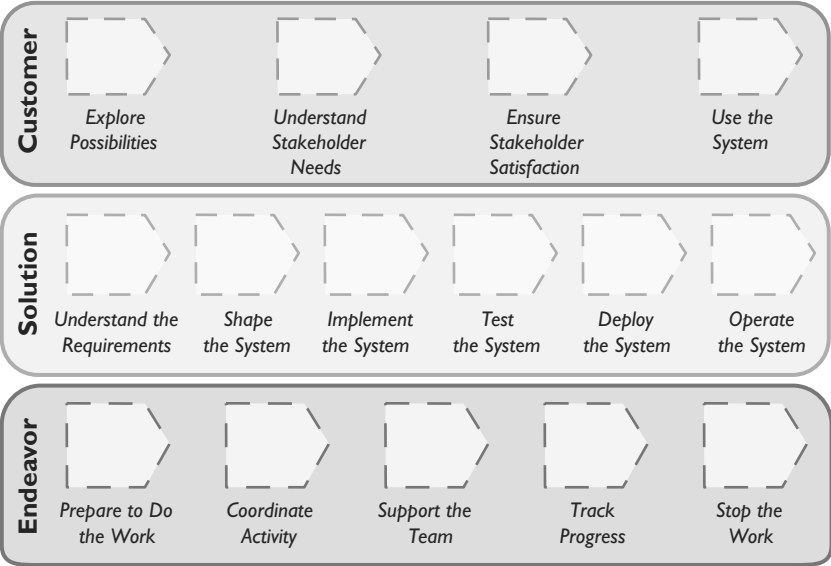 Customer
Explore
Possibilities
Understand
Stakeholder
Needs
Ensure
Stakeholder
Satisfaction
Use the
System
Solution
Understand the
Requirements
Shape
the System
Implement
the System
Test
the System
Deploy
the System
Operate
the System
Endeavor
Prepare to Do
the Work
Coordinate
Activity
Support the
Team
Track
Progress
Stop the
Work